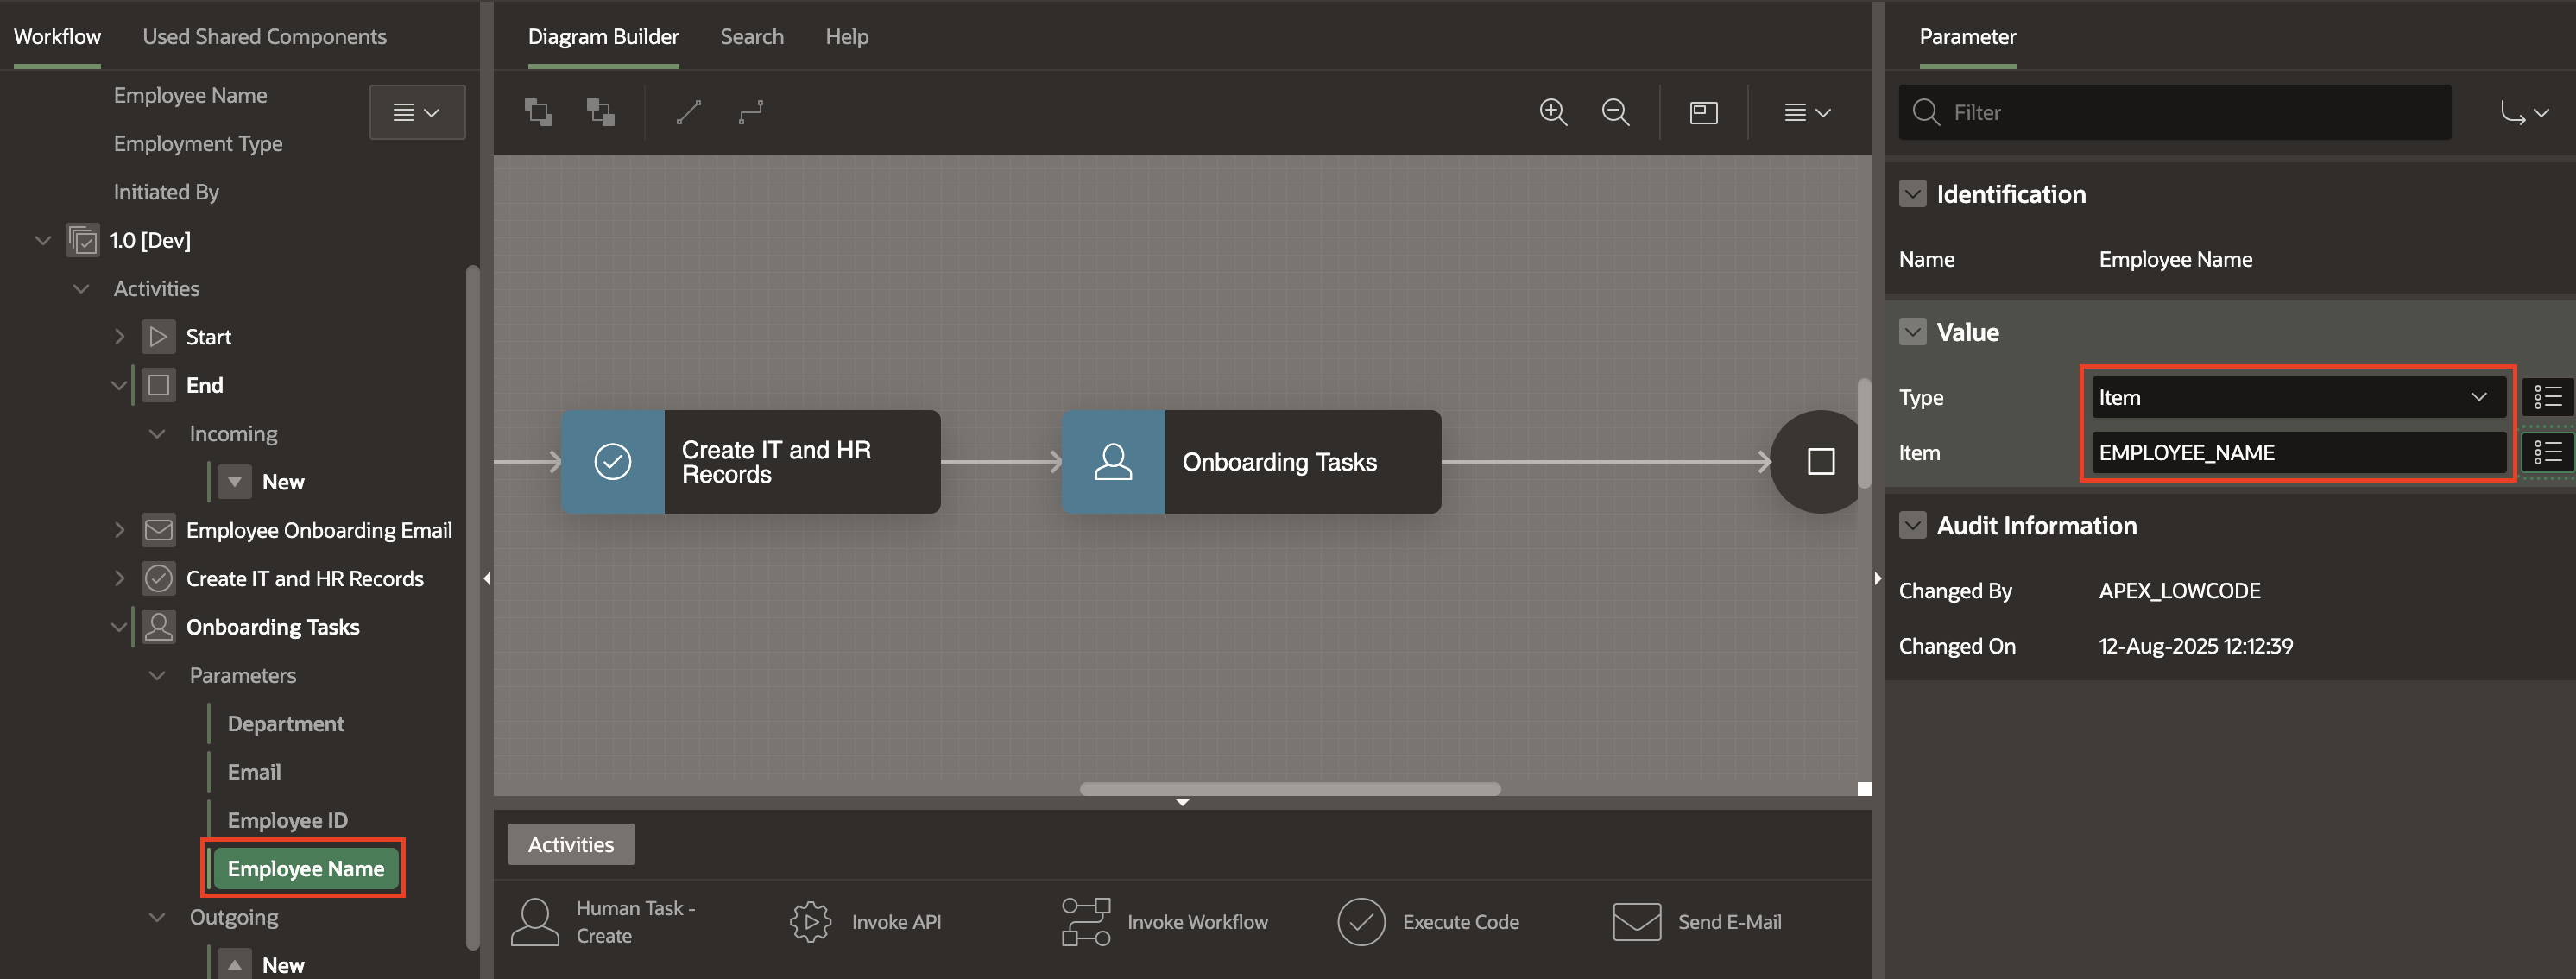 Workflow
Used Shared Components
Employee Name
Employment Type
Initiated By
1.0 [Dev]
Activities
Start
End
Incoming
New
Employee Onboarding Email
Create IT and HR Records
Onboarding Tasks
Parameters
Department
Email
Employee ID
Employee Name
Outgoing
New
Diagram Builder
Search
Help
Create IT and HR
Records
Onboarding Tasks
Activities
Human Task -
Create
Invoke API
Invoke Workflow
Execute Code
Send E-Mail
Parameter
Filter
Identification
Name
Employee Name
Value
Type
Item
Item
EMPLOYEE_NAME
Audit Information
Changed By
APEX_LOWCODE
Changed On
12-Aug-2025 12:12:39